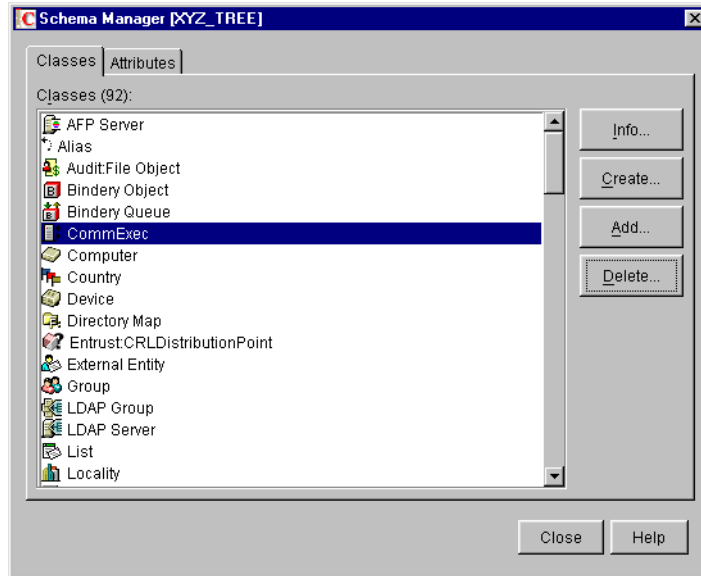 Schema Manager [XYZ_TREE]
Classes
Attributes
Classes (92):
AFP Server
Alias
Audit:File Object
Bindery Object
Bindery Queue
CommExec
Computer
Country
Device
Directory Map
Entrust:CRLDistributionPoint
External Entity
Group
LDAP Group
LDAP Server
List
Locality
Info...
Create...
Add...
Delete...
Close
Help